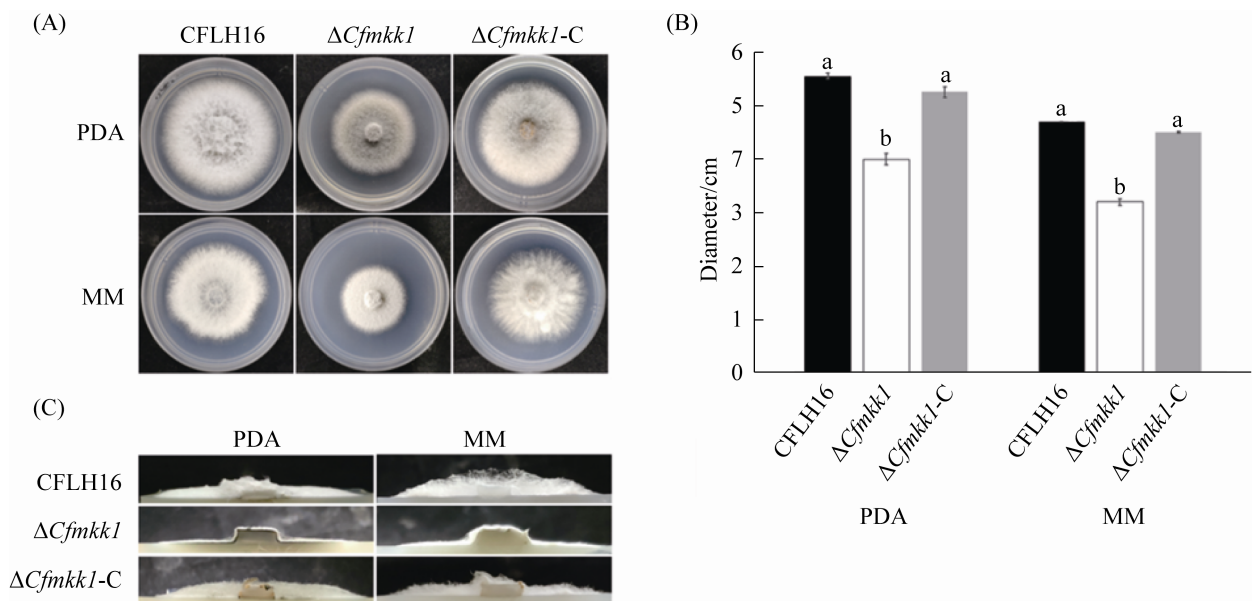 (A)
CFLH16 ΔCfmkk1 ΔCfmkk1-C
PDA
MM
(B)
6
5
7
3
2
1
0
Diameter/cm
a
b
a
a
b
a
CFLH16 ΔCfmkk1 ΔCfmkk1-C CFLH16 ΔCfmkk1 ΔCfmkk1-C
PDA MM
(C)
PDA MM
CFLH16
ΔCfmkk1
ΔCfmkk1-C